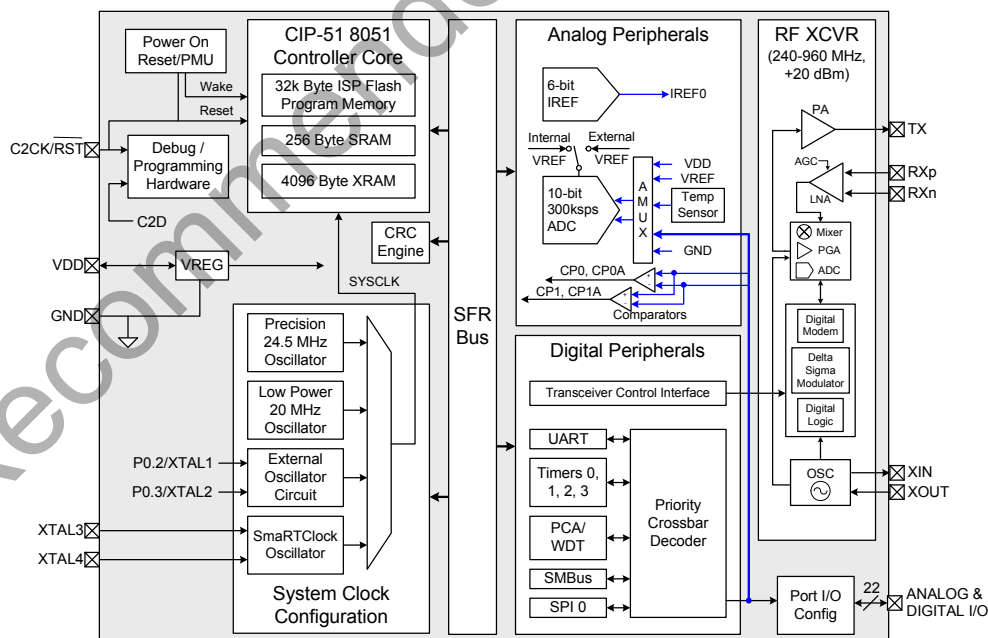 Power On
Reset/PMU
Wake
Reset
C2CK/RST
Debug /
Programming
Hardware
C2D
VDD
VREG
GND
CIP-51 8051
Controller Core
32k Byte ISP Flash
Program Memory
256 Byte SRAM
4096 Byte XRAM
CRC
Engine
SYSCLK
Precision
24.5 MHz
Oscillator
Low Power
20 MHz
Oscillator
External
Oscillator
Circuit
P0.2/XTAL1
P0.3/XTAL2
SmaRTClock
Oscillator
XTAL3
XTAL4
System Clock
Configuration
SFR
Bus
Analog Peripherals
6-bit
IREF
IREF0
Internal
External
VREF
VREF
10-bit
300ksps
ADC
A
M
U
X
VDD
VREF
Temp
Sensor
GND
CP0, CP0A
+
-
CP1, CP1A
+
-
Comparators
Digital Peripherals
Transceiver Control Interface
UART
Timers 0,
1, 2, 3
PCA/
WDT
SMBus
SPI 0
Priority
Crossbar
Decoder
RF XCVR
(240-960 MHz,
+20 dBm)
PA
TX
AGC
LNA
RXp
RXn
Mixer
PGA
ADC
Digital
Modem
Delta
Sigma
Modulator
Digital
Logic
OSC
XIN
XOUT
Port I/O
Config
22
ANALOG &
DIGITAL I/O
Recommende